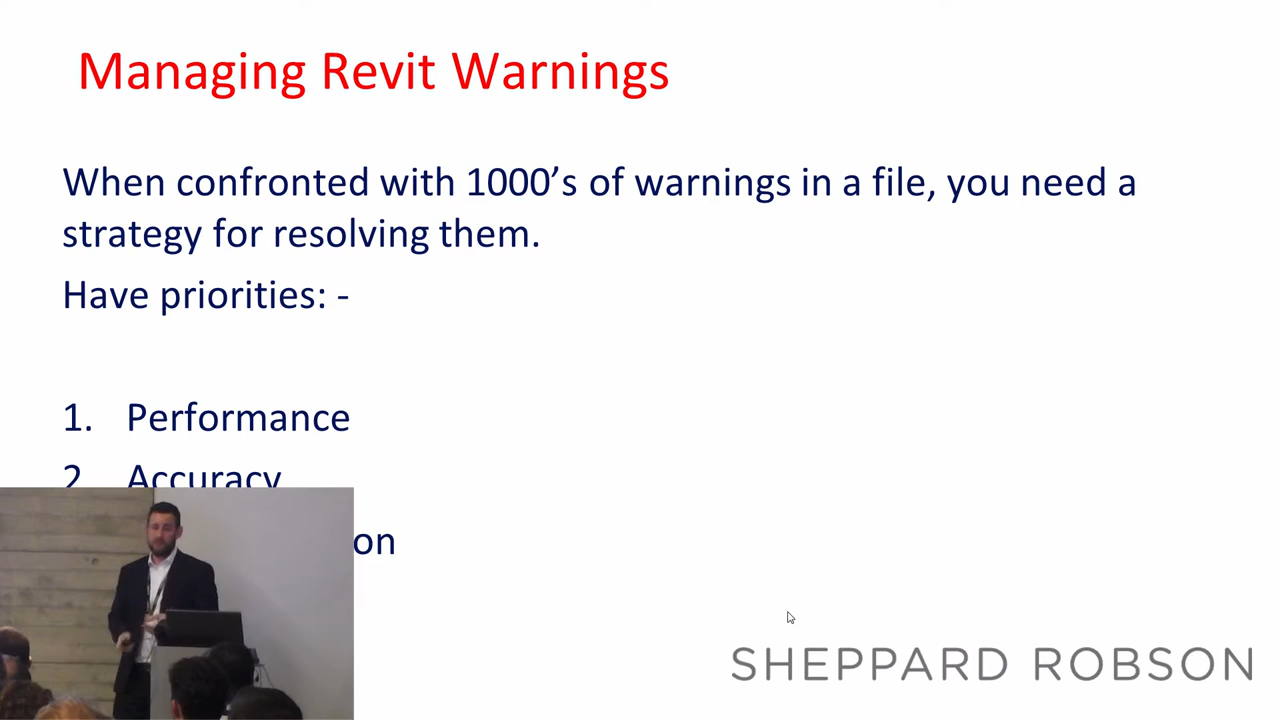 Managing Revit Warnings
When confronted with 1000's of warnings in a file, you need a
strategy for resolving them.
Have priorities: -
1. Performance
2. Accuracy
on
SHEPPARD ROBSON